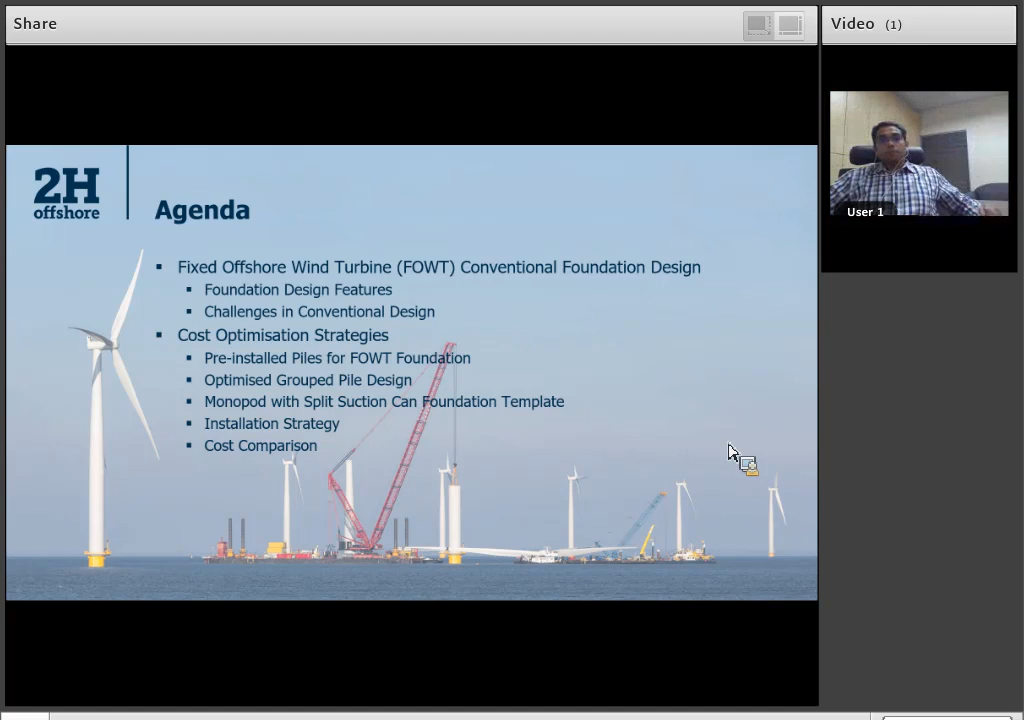 Share
Video (1)
2H
offshore
Agenda
▪ Fixed Offshore Wind Turbine (FOWT) Conventional Foundation Design
▪ Foundation Design Features
▪ Challenges in Conventional Design
▪ Cost Optimisation Strategies
▪ Pre-installed Piles for FOWT Foundation
▪ Optimised Grouped Pile Design
▪ Monopod with Split Suction Can Foundation Template
▪ Installation Strategy
▪ Cost Comparison
User 1